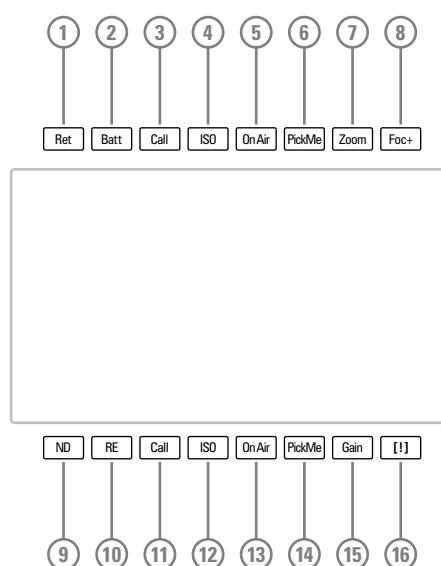 1 2 3 4 5 6 7 8
Ret Batt Call ISO On Air PickMe Zoom Foc+
ND RE Call ISO On Air PickMe Gain [!]
9 10 11 12 13 14 15 16